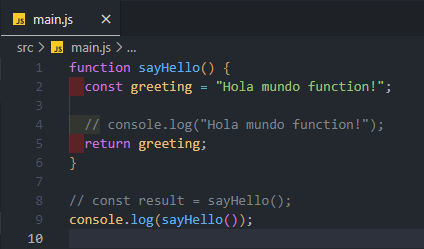 JS main.js ×
src > JS main.js > ...
1 function sayHello() {
2   const greeting = "Hola mundo function!";
3
4   // console.log("Hola mundo function!");
5   return greeting;
6 }
7
8 // const result = sayHello();
9 console.log(sayHello());
10